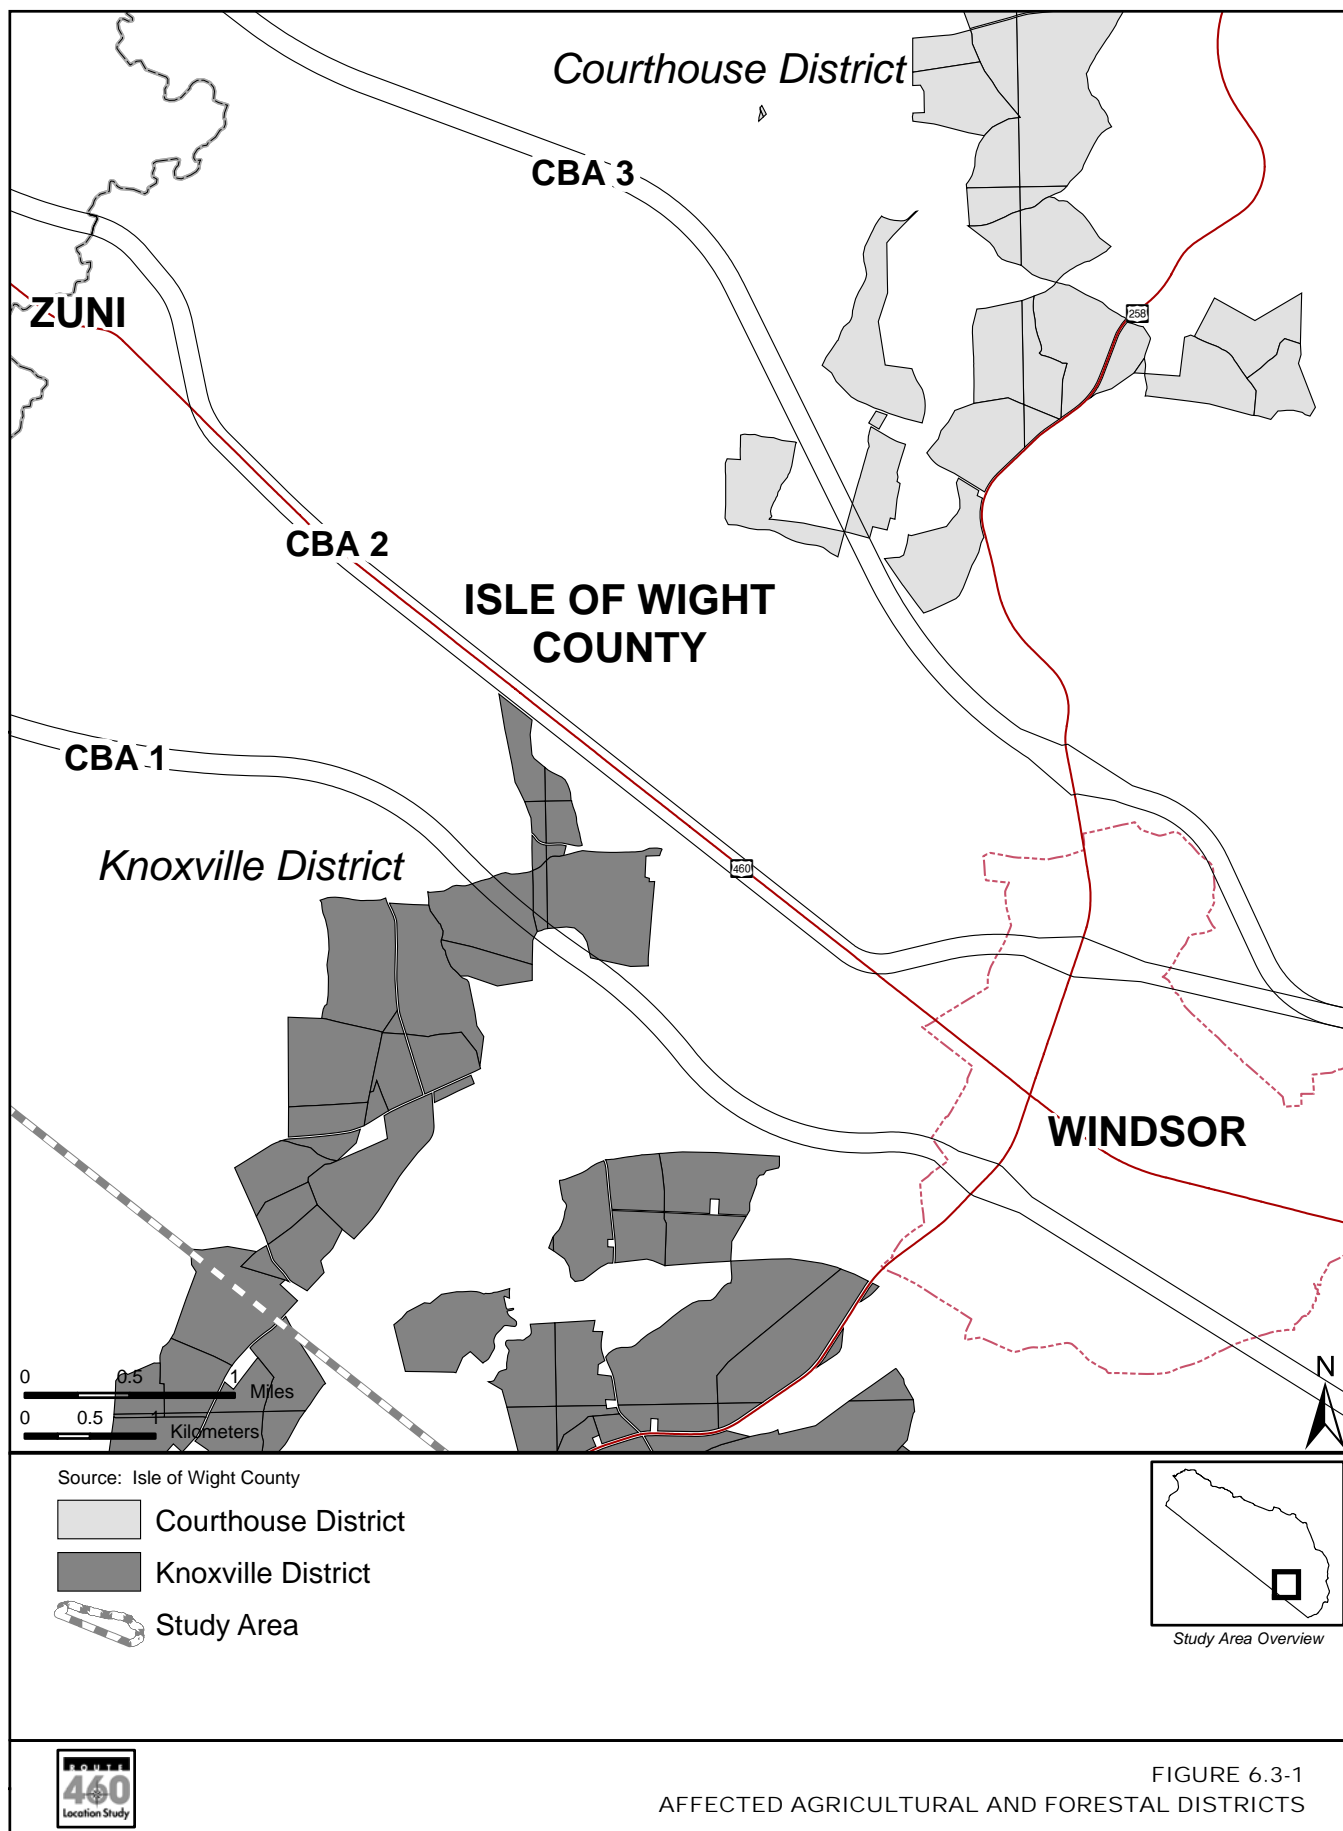 Courthouse District
CBA 3
ZUNI
258
CBA 2
ISLE OF WIGHT
COUNTY
CBA 1
Knoxville District
460
WINDSOR
N
0 0.5 1
Miles
0 0.5 1
Kilometers
Source: Isle of Wight County
Courthouse District
Knoxville District
Study Area
Study Area Overview
ROUTE
460
Location Study
FIGURE 6.3-1
AFFECTED AGRICULTURAL AND FORESTAL DISTRICTS